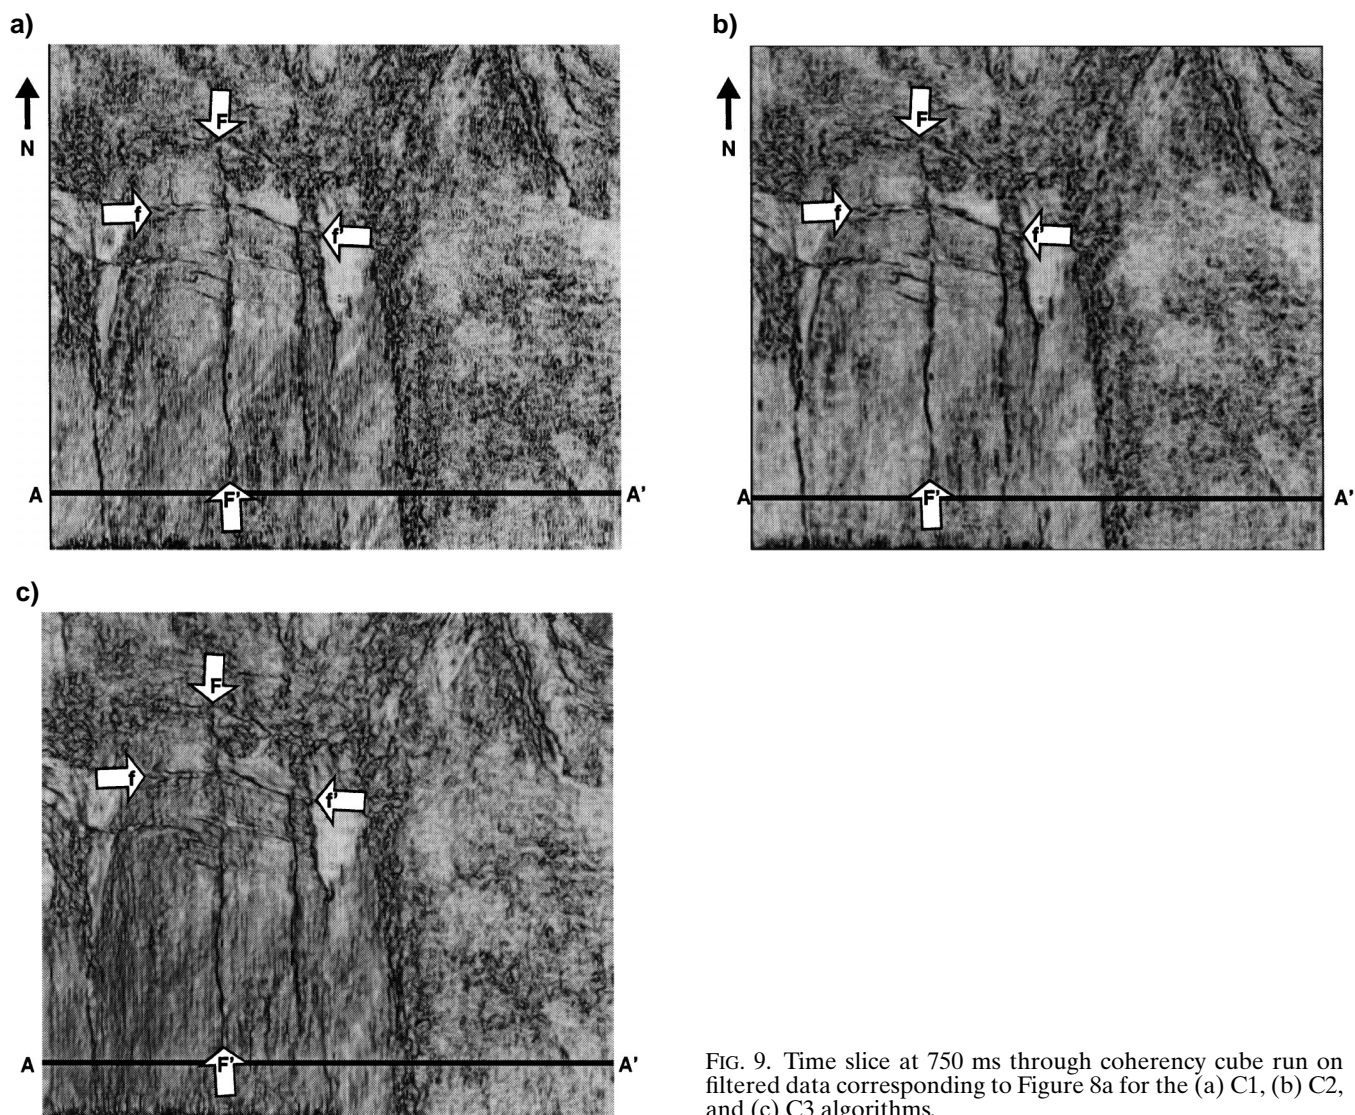 a)
b)
N
F
f
f'
A
F'
A'
N
F
f
f'
A
F'
A'
c)
F
f
f'
A
F'
A'
FIG. 9. Time slice at 750 ms through coherency cube run on
filtered data corresponding to Figure 8a for the (a) C1, (b) C2,
and (c) C3 algorithms.